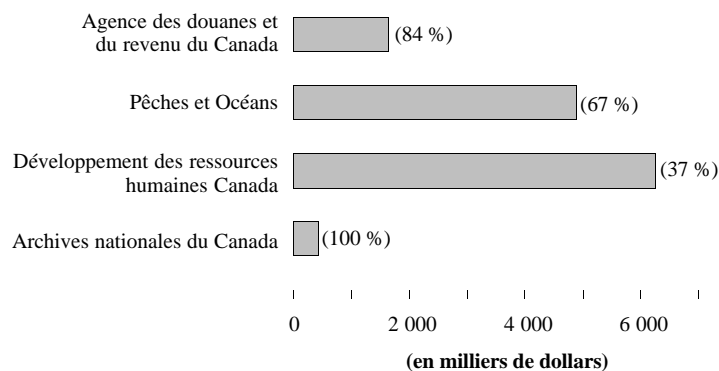 Agence des douanes et
du revenu du Canada
(84 %)
Pêches et Océans
(67 %)
Développement des ressources
humaines Canada
(37 %)
Archives nationales du Canada
(100 %)
0 2 000 4 000 6 000
(en milliers de dollars)